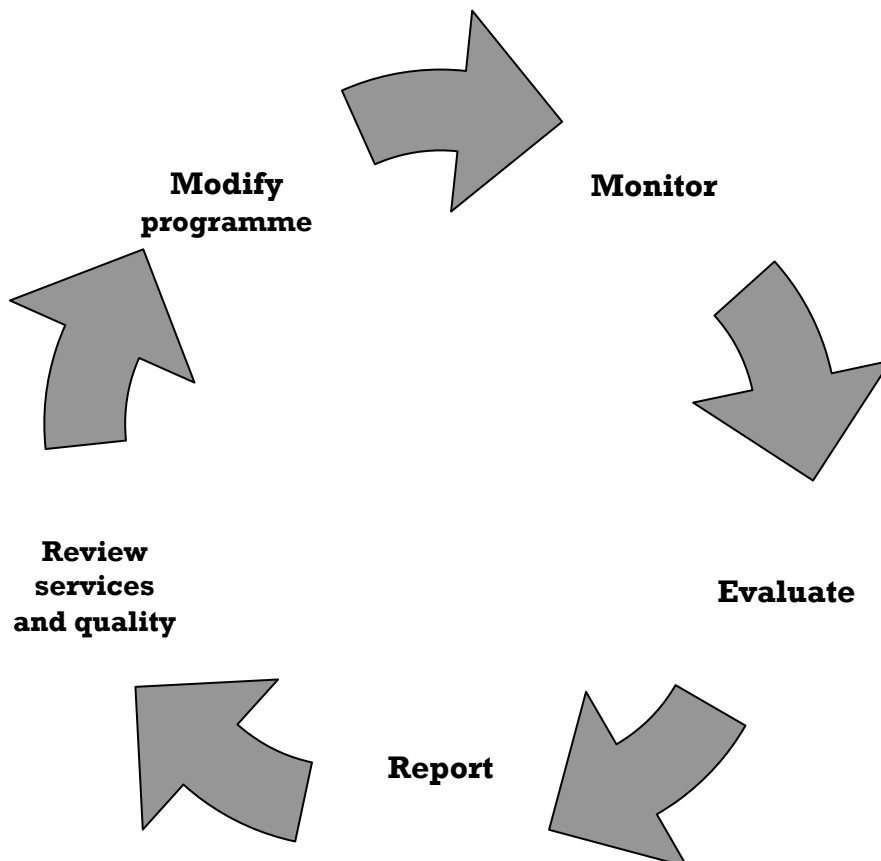 Modify
programme
Monitor
Evaluate
Report
Review
services
and quality